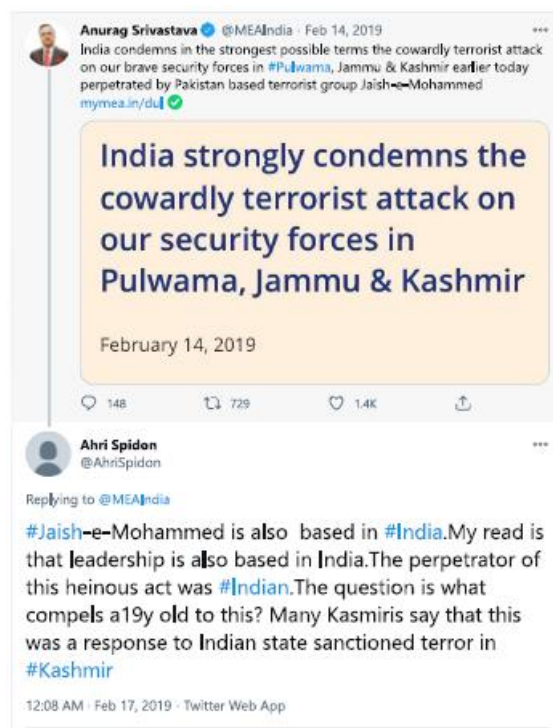 Anurag Srivastava @MEAIndia · Feb 14, 2019
India condemns in the strongest possible terms the cowardly terrorist attack
on our brave security forces in #Pulwama, Jammu & Kashmir earlier today
perpetrated by Pakistan based terrorist group Jaish-e-Mohammed
mymea.in/dul
India strongly condemns the
cowardly terrorist attack on
our security forces in
Pulwama, Jammu & Kashmir
February 14, 2019
148 729 1.4K
Ahri Spidon
@AhriSpidon
Replying to @MEAIndia
#Jaish-e-Mohammed is also based in #India.My read is
that leadership is also based in India.The perpetrator of
this heinous act was #Indian.The question is what
compels a19y old to this? Many Kasmiris say that this
was a response to Indian state sanctioned terror in
#Kashmir
12:08 AM · Feb 17, 2019 · Twitter Web App